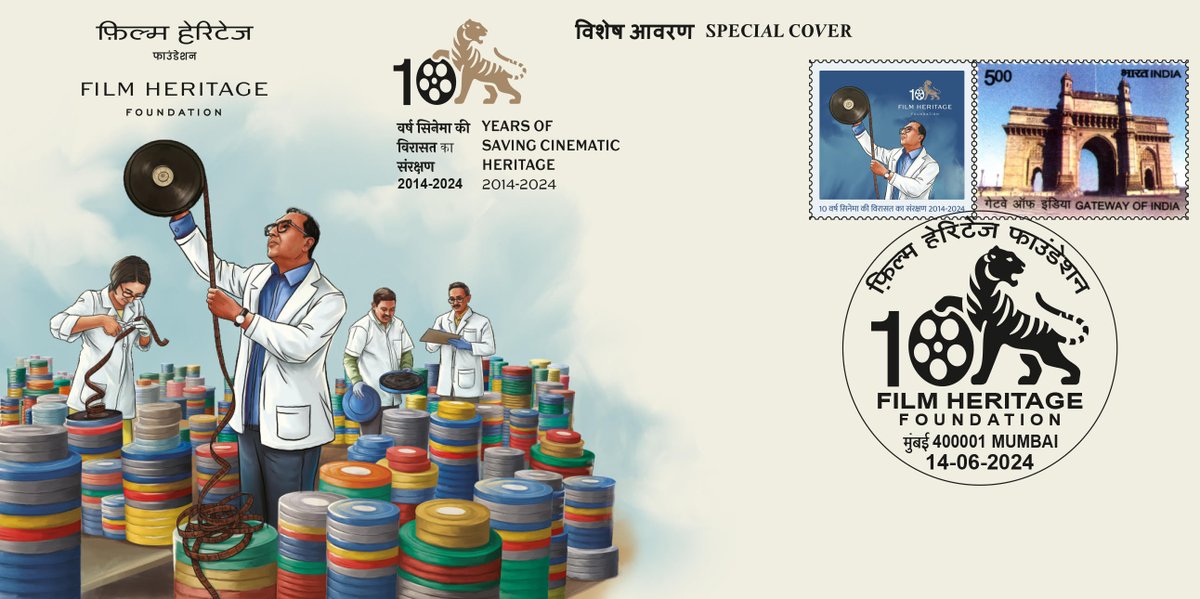 फ़िल्म हेरिटेज
फाउंडेशन
FILM HERITAGE
FOUNDATION
10
वर्ष सिनेमा की
विरासत का
संरक्षण
2014-2024
YEARS OF
SAVING CINEMATIC
HERITAGE
2014-2024
विशेष आवरण SPECIAL COVER
10
FILM HERITAGE
FOUNDATION
10 वर्ष सिनेमा की विरासत का संरक्षण 2014-2024
5.00
भारत INDIA
गेटवे ऑफ इंडिया GATEWAY OF INDIA
फ़िल्म हेरिटेज फाउंडेशन
10
FILM HERITAGE
FOUNDATION
मुंबई 400001 MUMBAI
14-06-2024